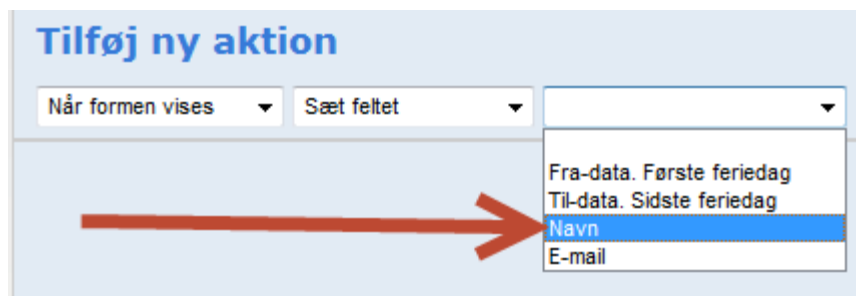 Tilføj ny aktion
Når formen vises Sæt feltet
Fra-data. Første feriedag
Til-data. Sidste feriedag
Navn
E-mail